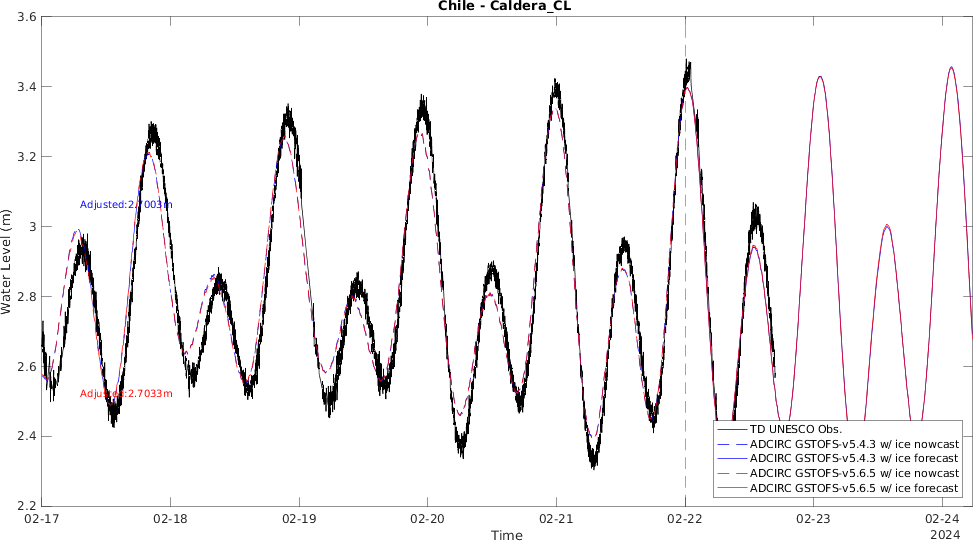 Chile - Caldera_CL
3.6
3.4
3.2
3
2.8
2.6
2.4
2.2
Water Level (m)
Adjusted:2.7003m
Adjusted:2.7033m
TD UNESCO Obs.
ADCIRC GSTOFS-v5.4.3 w/ ice nowcast
ADCIRC GSTOFS-v5.4.3 w/ ice forecast
ADCIRC GSTOFS-v5.6.5 w/ ice nowcast
ADCIRC GSTOFS-v5.6.5 w/ ice forecast
02-17 02-18 02-19 02-20 02-21 02-22 02-23 02-24
Time 2024